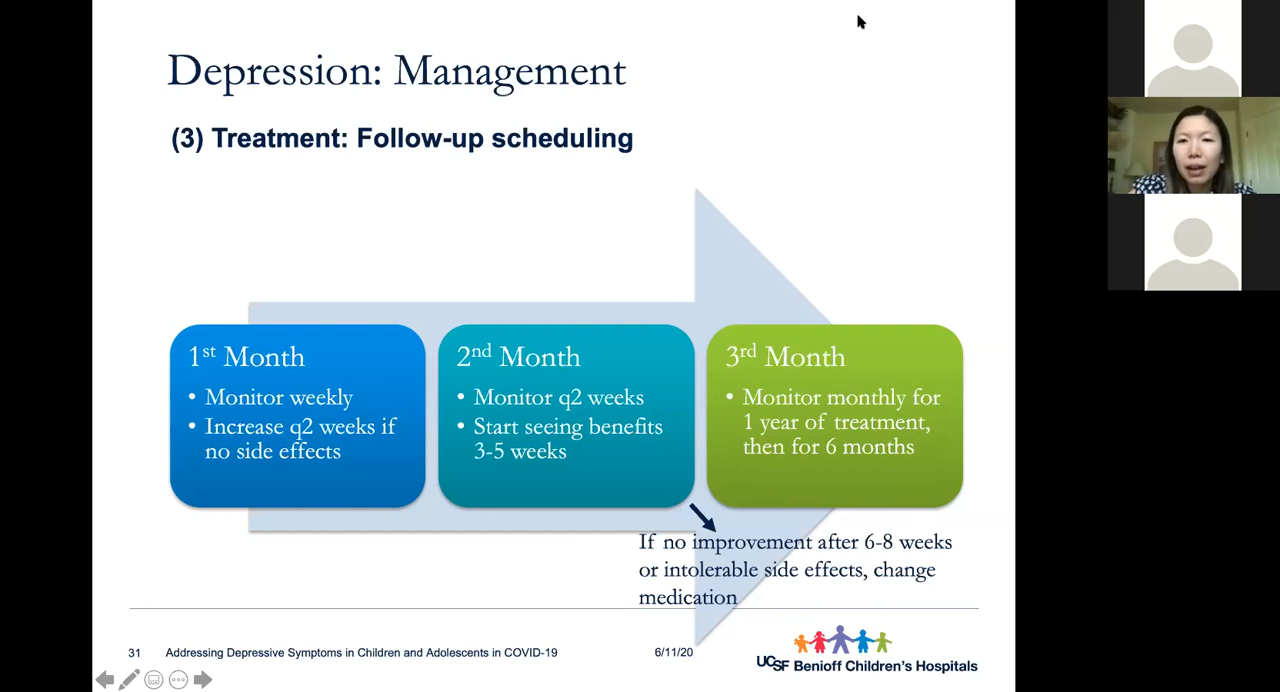 Depression: Management
(3) Treatment: Follow-up scheduling
1st Month
• Monitor weekly
• Increase q2 weeks if
no side effects
2nd Month
• Monitor q2 weeks
• Start seeing benefits
3-5 weeks
3rd Month
• Monitor monthly for
1 year of treatment,
then for 6 months
If no improvement after 6-8 weeks
or intolerable side effects, change
medication
31 Addressing Depressive Symptoms in Children and Adolescents in COVID-19 6/11/20
UCSF Benioff Children's Hospitals